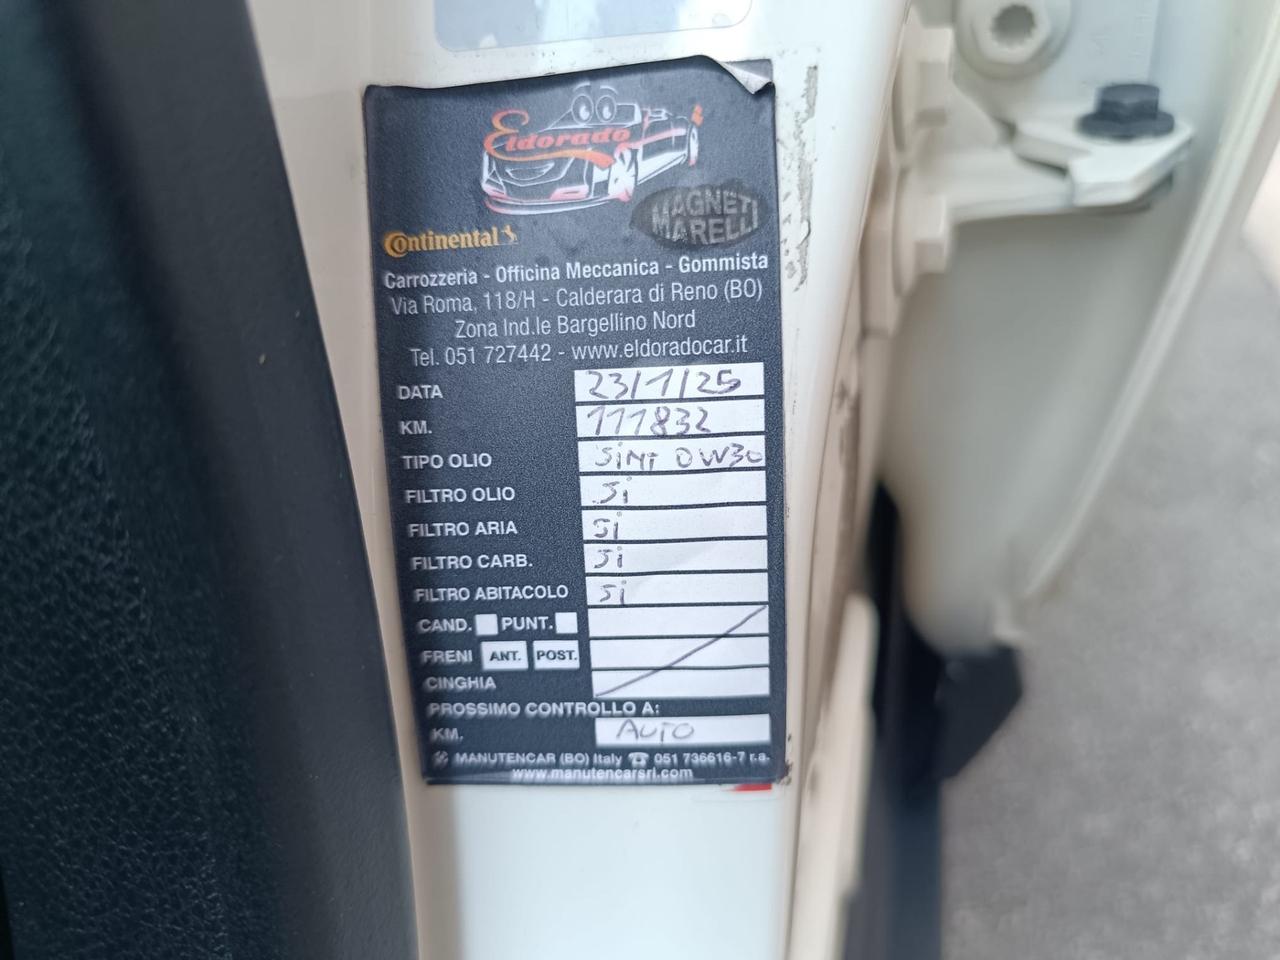 Eldorado
MAGNETI
MARELLI
Continental
Carrozzeria - Officina Meccanica - Gommista
Via Roma, 118/H - Calderara di Reno (BO)
Zona Ind.le Bargellino Nord
Tel. 051 727442 - www.eldoradocar.it
DATA 23/1/25
KM. 111832
TIPO OLIO SINT 0W30
FILTRO OLIO Si
FILTRO ARIA Si
FILTRO CARB. Si
FILTRO ABITACOLO Si
CAND. PUNT.
FRENI ANT. POST.
CINGHIA
PROSSIMO CONTROLLO A:
KM. AUTO
MANUTENCAR (BO) Italy ☎ 051 736616-7 r.a.
www.manutencarsrl.com